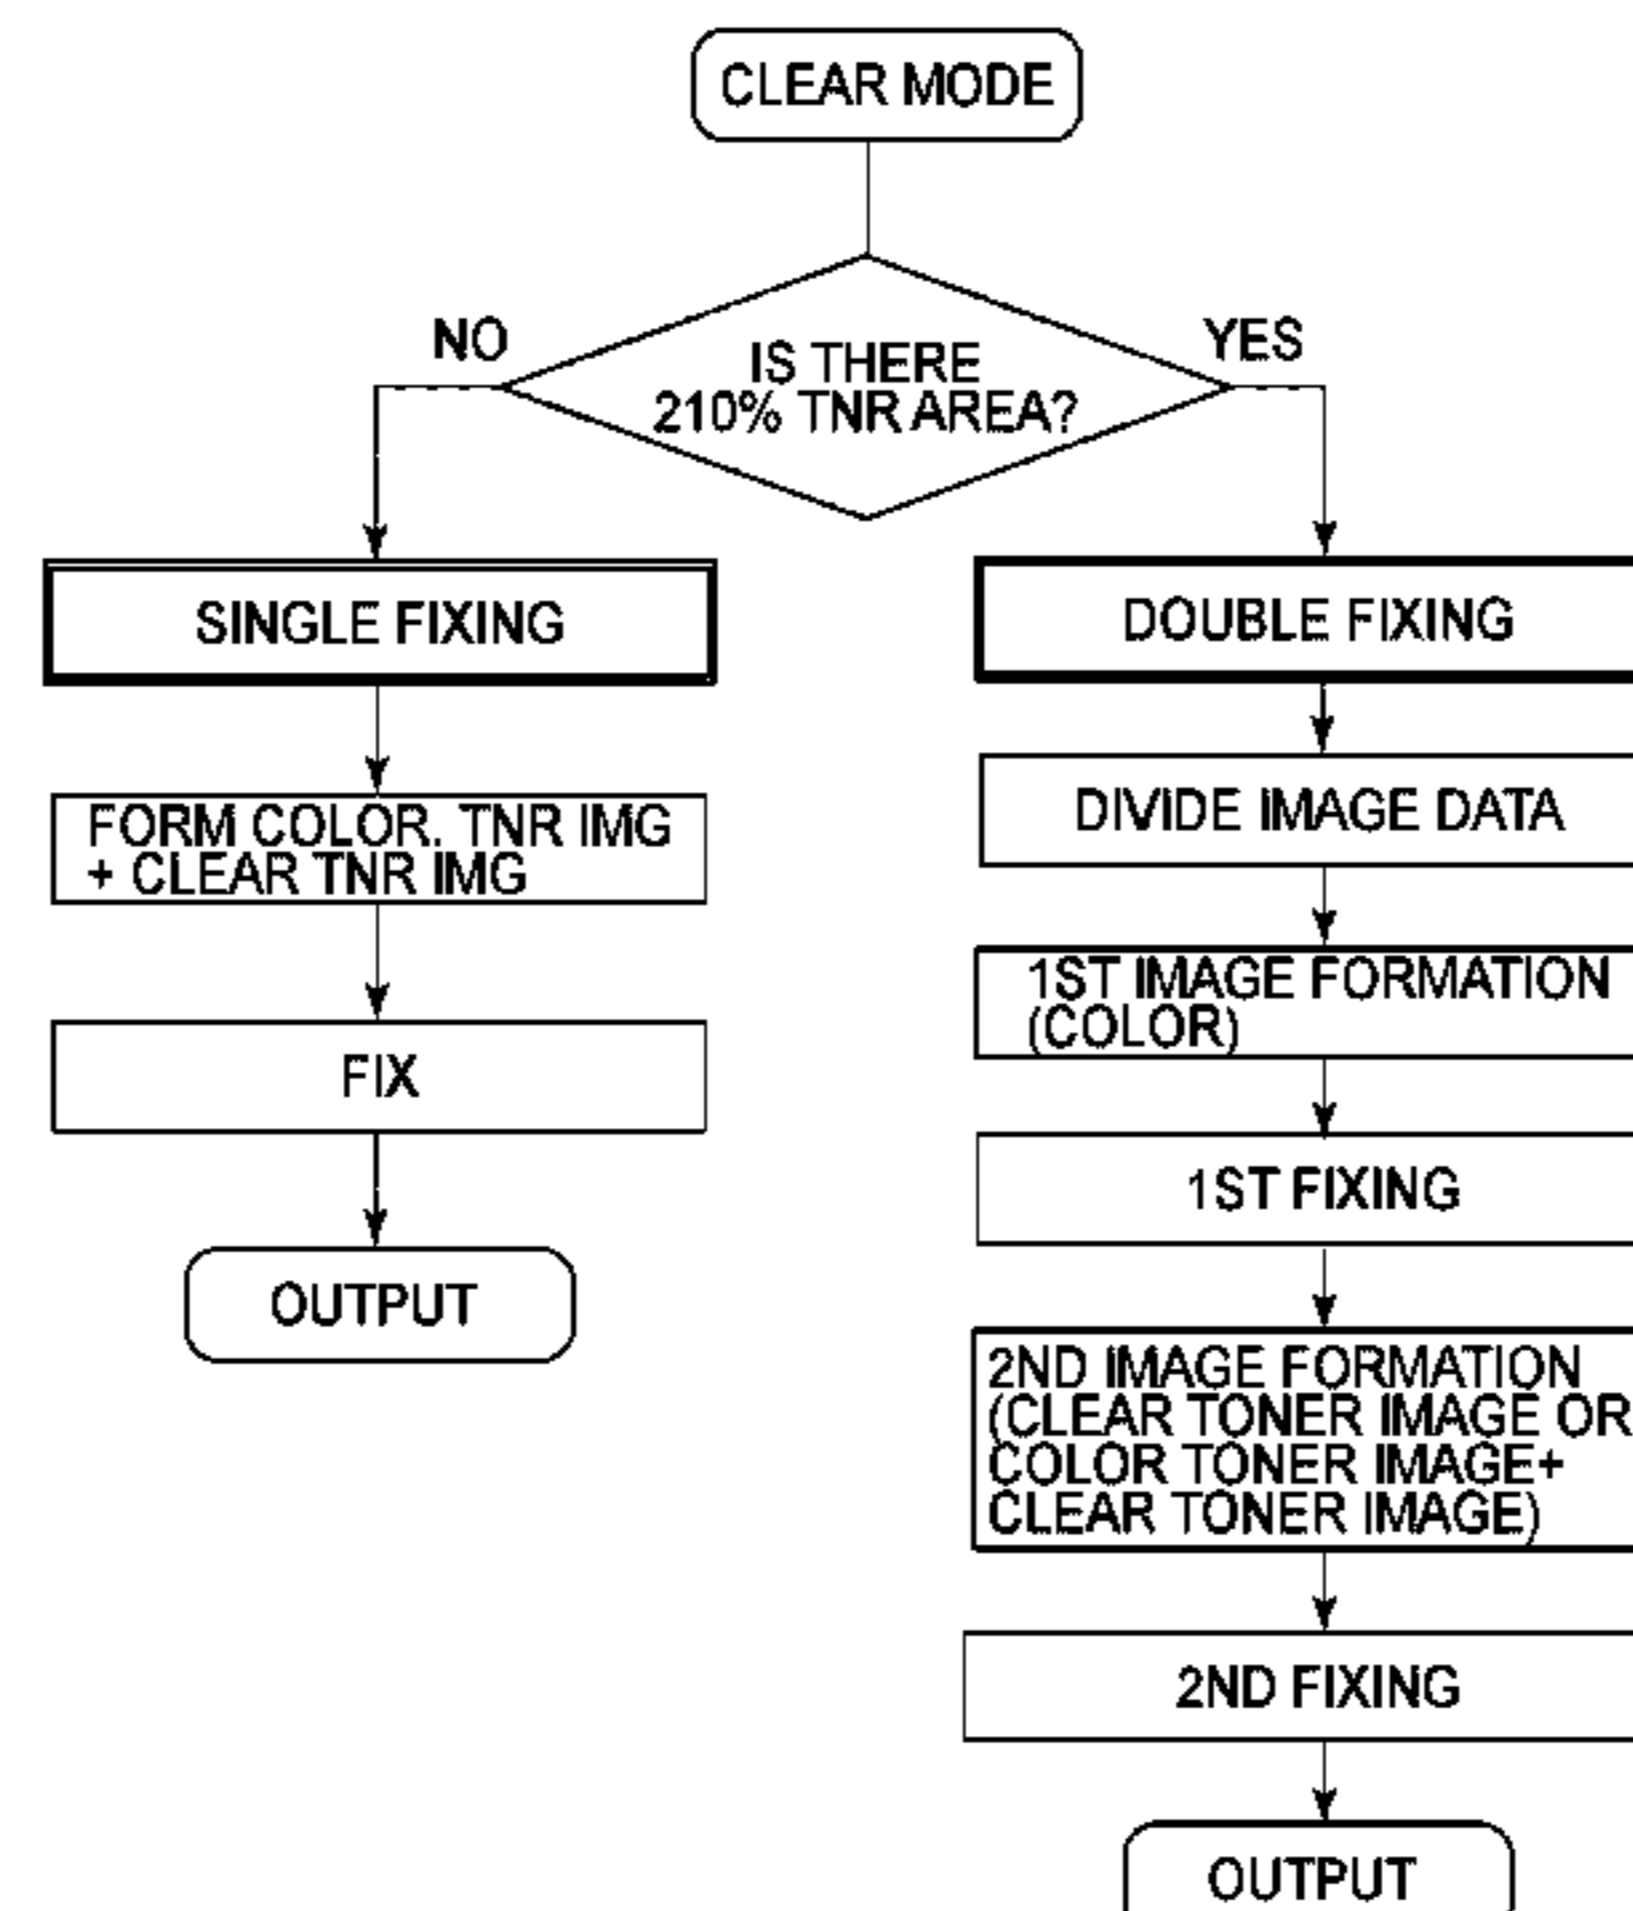 CLEAR MODE
NO
YES
IS THERE
210% TNR AREA?
SINGLE FIXING
FORM COLOR. TNR IMG
+ CLEAR TNR IMG
FIX
OUTPUT
DOUBLE FIXING
DIVIDE IMAGE DATA
1ST IMAGE FORMATION
(COLOR)
1ST FIXING
2ND IMAGE FORMATION
(CLEAR TONER IMAGE OR
COLOR TONER IMAGE+
CLEAR TONER IMAGE)
2ND FIXING
OUTPUT